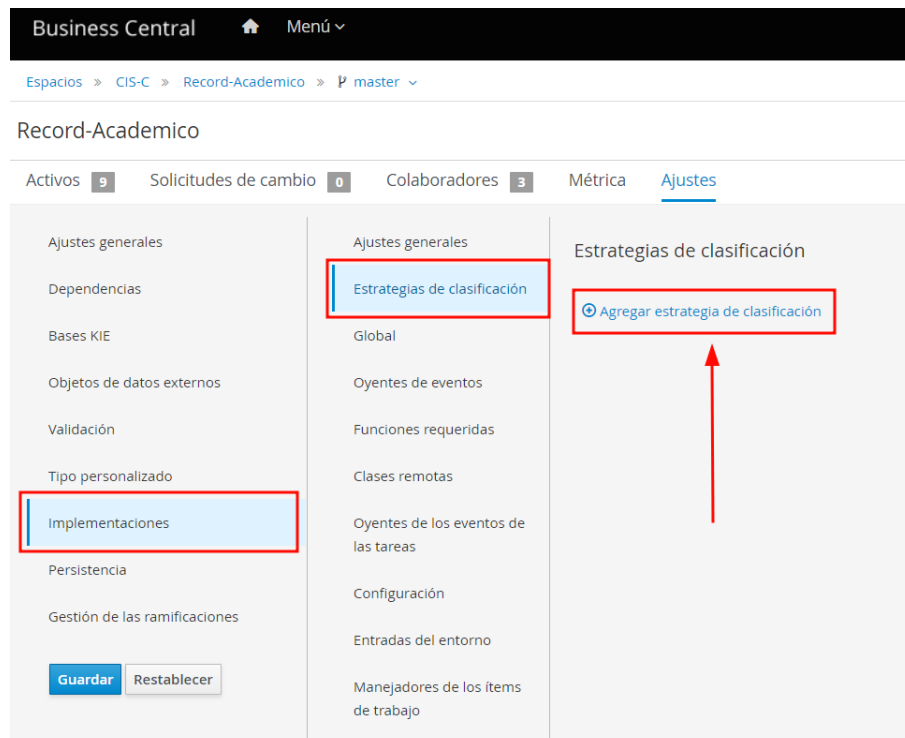 Business Central Menú
Espacios » CIS-C » Record-Academico » master
Record-Academico
Activos 9 Solicitudes de cambio 0 Colaboradores 3 Métrica Ajustes
Ajustes generales
Dependencias
Bases KIE
Objetos de datos externos
Validación
Tipo personalizado
Implementaciones
Persistencia
Gestión de las ramificaciones
Guardar Restablecer
Ajustes generales
Estrategias de clasificación
Global
Oyentes de eventos
Funciones requeridas
Clases remotas
Oyentes de los eventos de
las tareas
Configuración
Entradas del entorno
Manejadores de los ítems
de trabajo
Estrategias de clasificación
Agregar estrategia de clasificación